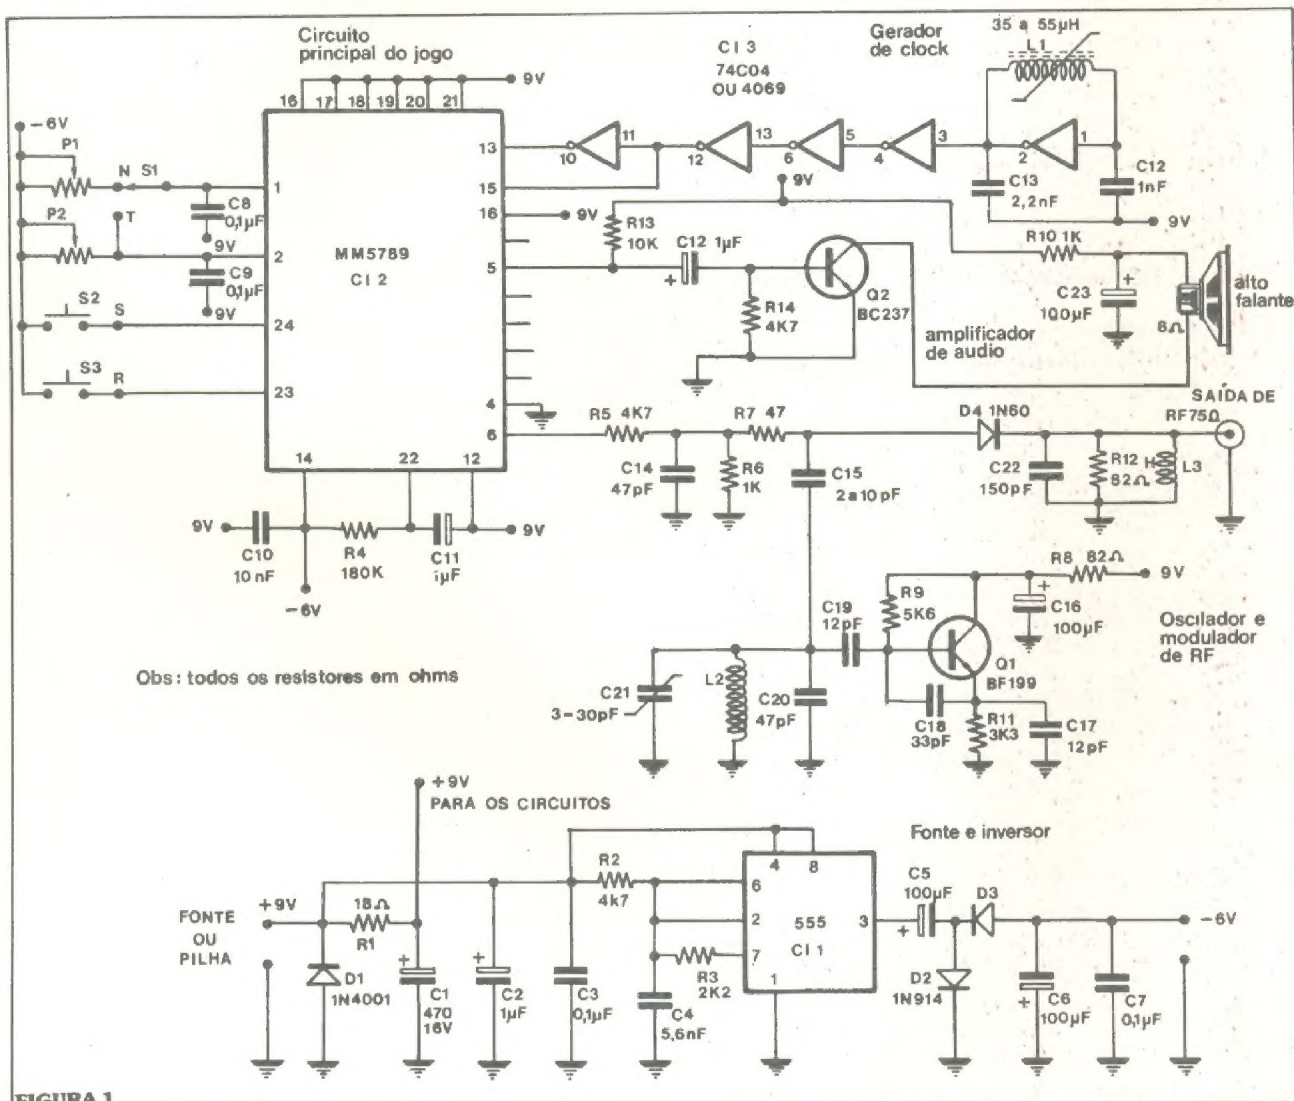 Circuito
principal do jogo
9V
16 17 18 19 20 21
-6V
P1
N S1
C8
0,1µF
9V
P2
T
C9
0,1µF
9V
S2
S
S3
R
1
2
24
23
MM5789
CI 2
13
15
16
9V
5
4
6
14
22
12
9V
C10
10nF
R4
180K
C11
1µF
9V
-6V
CI 3
74C04
OU 4069
Gerador
de clock
35 a 55µH
L1
10 11
12 13
6 5
4 3
2 1
C13
2,2nF
C12
1nF
9V
9V
R13
10K
C12 1µF
+
R14
4K7
Q2
BC237
R10 1K
+
C23
100µF
8Ω
alto
falante
amplificador
de audio
SAÍDA DE
RF75Ω
R5 4K7
R7 47
D4 1N60
C14
47pF
R6
1K
C15
2 a 10 pF
C22
150pF
R12
82Ω
H
L3
R8 82Ω
9V
C19
12pF
R9
5K6
+
C16
100µF
Oscilador e
modulador
de RF
Q1
BF199
C21
3-30pF
L2
C20
47pF
C18
33pF
R11
3K3
C17
12pF
Obs: todos os resistores em ohms
+9V
PARA OS CIRCUITOS
Fonte e inversor
FONTE
OU
PILHA
+9V
18Ω
R1
D1
1N4001
+
C1
470
16V
+
C2
1µF
C3
0,1µF
R2
4k7
R3
2K2
C4
5,6nF
4 8
6
2
7
1
3
555
CI 1
C5
100µF
+
D3
D2
1N914
C6
100µF
+
C7
0,1µF
-6V
FIGURA 1